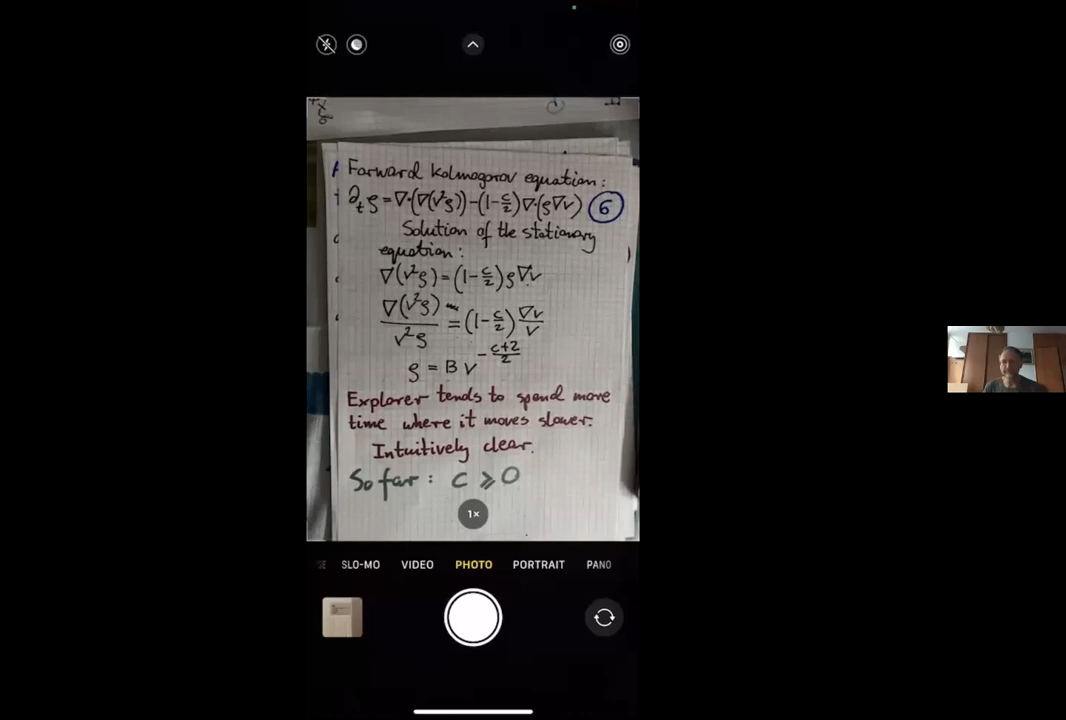 Forward Kolmogorov equation:
∂ₜρ = ∇·(∇(v²ρ)) − (1 − c/2)∇·(ρ∇v) 6
Solution of the stationary
equation:
∇(v²ρ) = (1 − c/2)ρ∇v
∇(v²ρ)/v²ρ = (1 − c/2) ∇v/v
ρ = B v^(−(c+2)/2)
Explorer tends to spend more
time where it moves slower.
Intuitively clear.
So far: c ⩾ 0
1×
SLO-MO VIDEO PHOTO PORTRAIT PANO